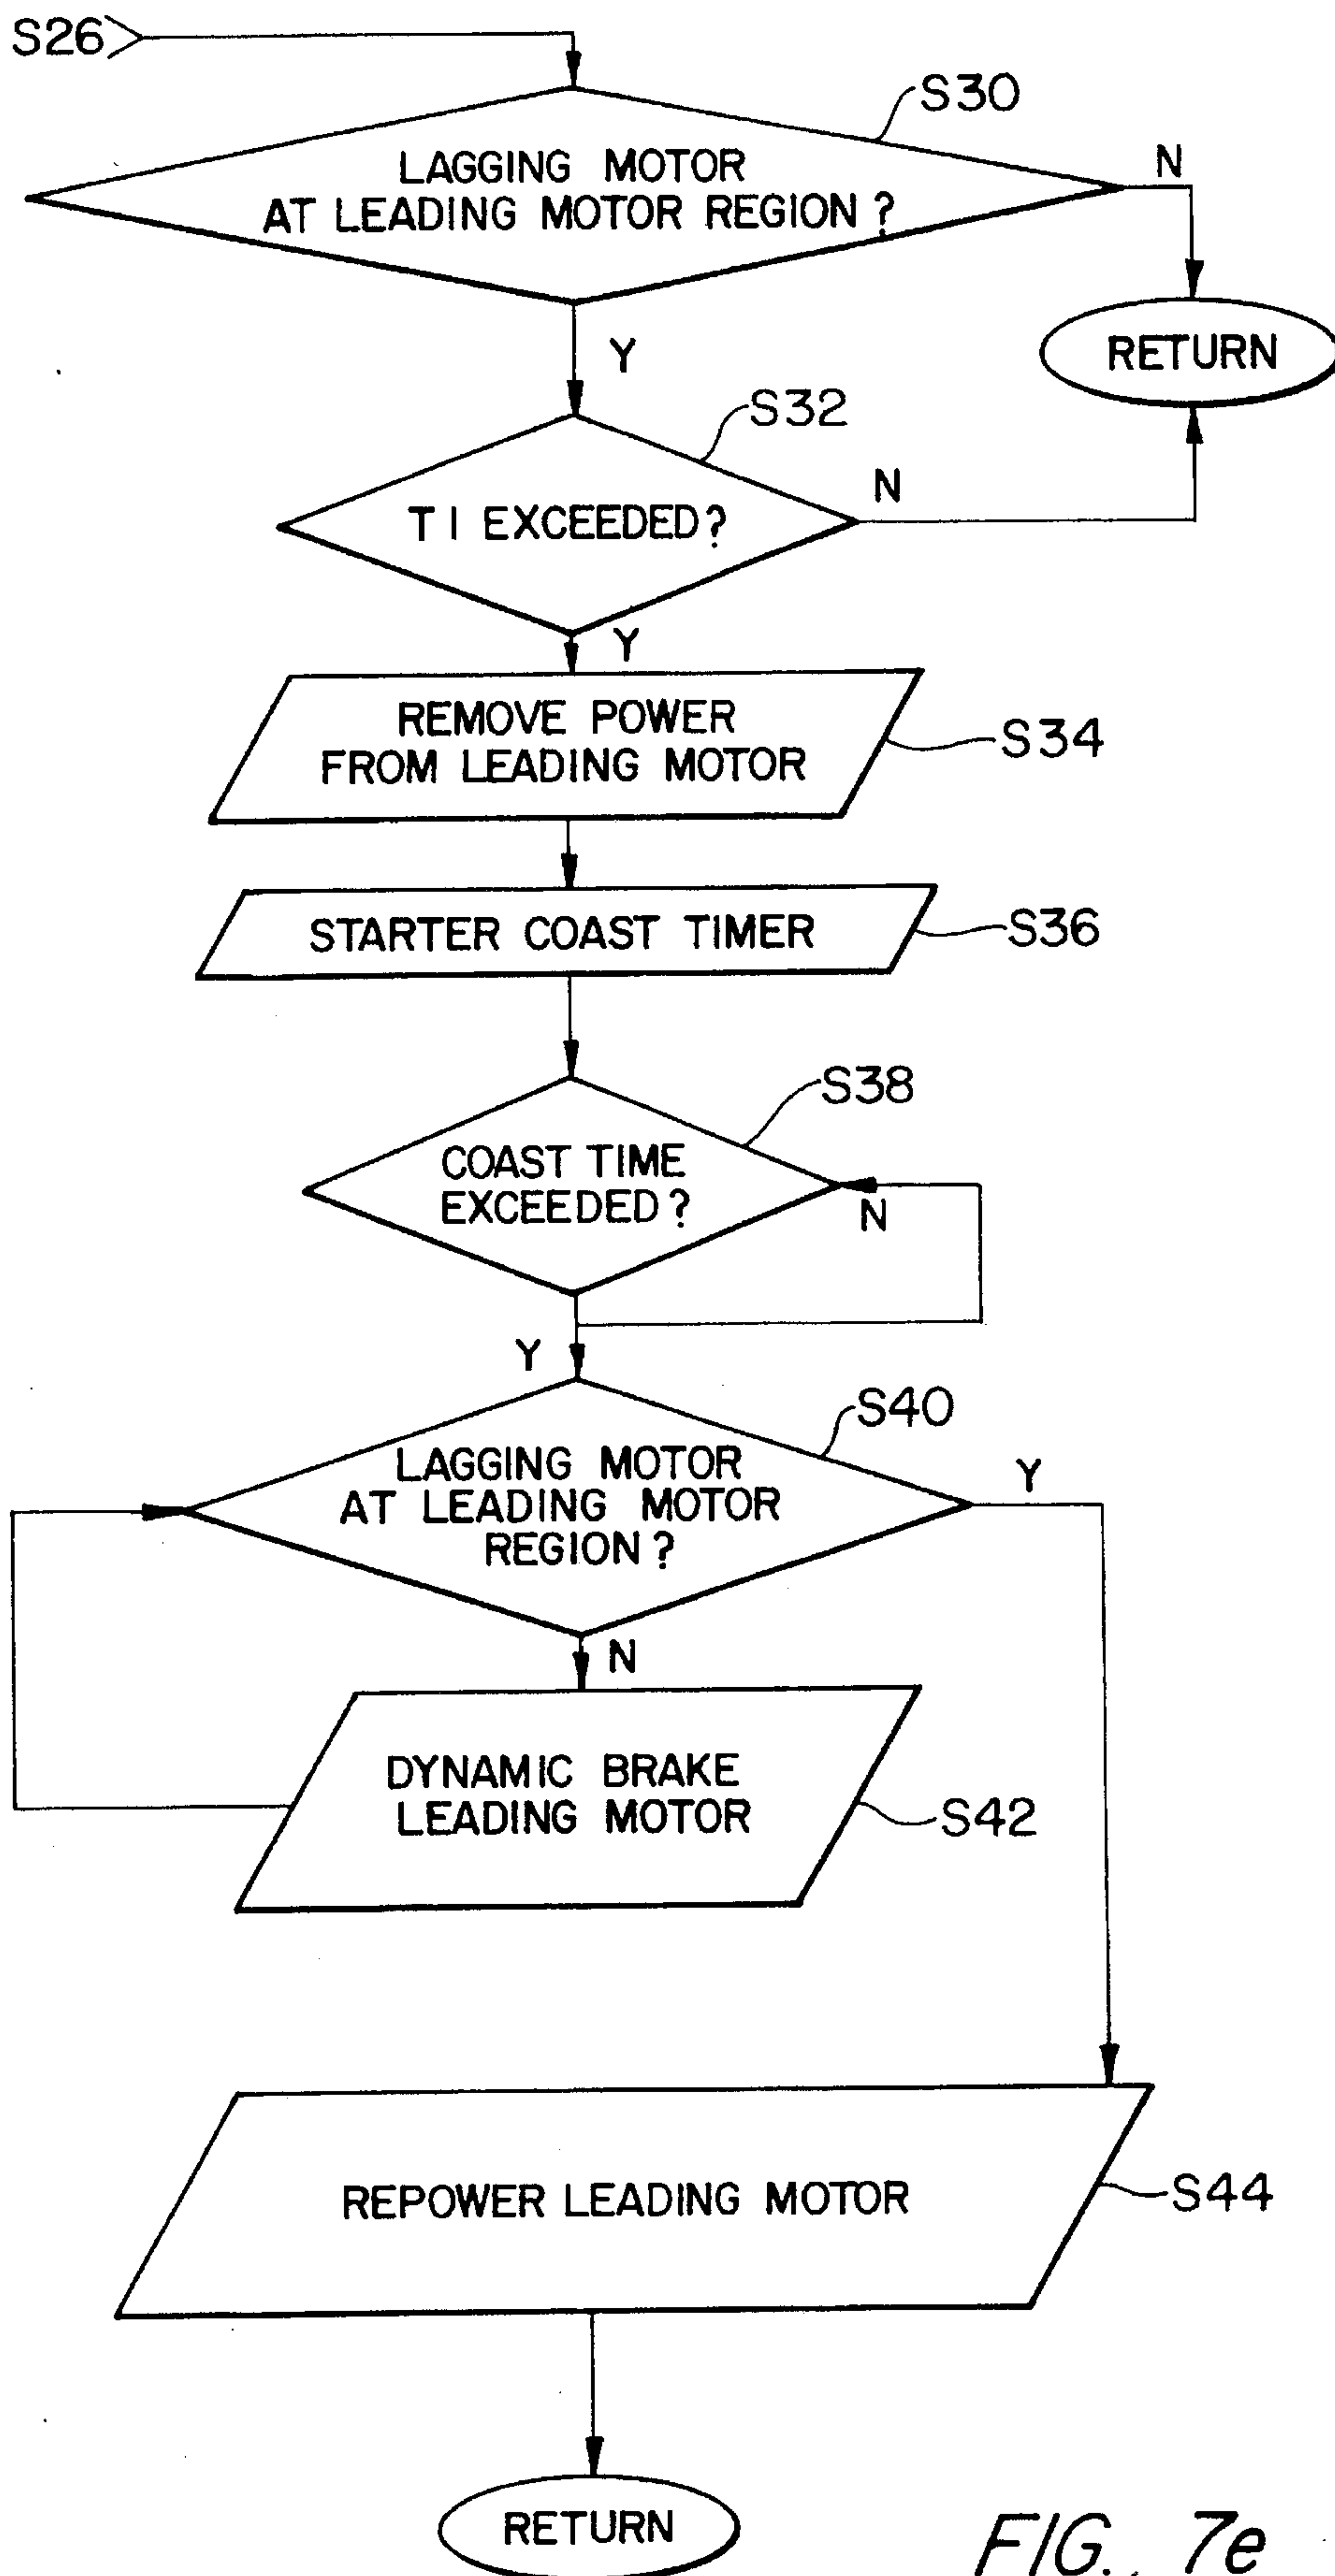 S26
S30
LAGGING MOTOR
AT LEADING MOTOR REGION?
N
RETURN
Y
S32
T1 EXCEEDED?
N
Y
REMOVE POWER
FROM LEADING MOTOR
S34
STARTER COAST TIMER
S36
S38
COAST TIME
EXCEEDED?
N
Y
S40
LAGGING MOTOR
AT LEADING MOTOR
REGION?
Y
N
DYNAMIC BRAKE
LEADING MOTOR
S42
REPOWER LEADING MOTOR
S44
RETURN
FIG. 7e